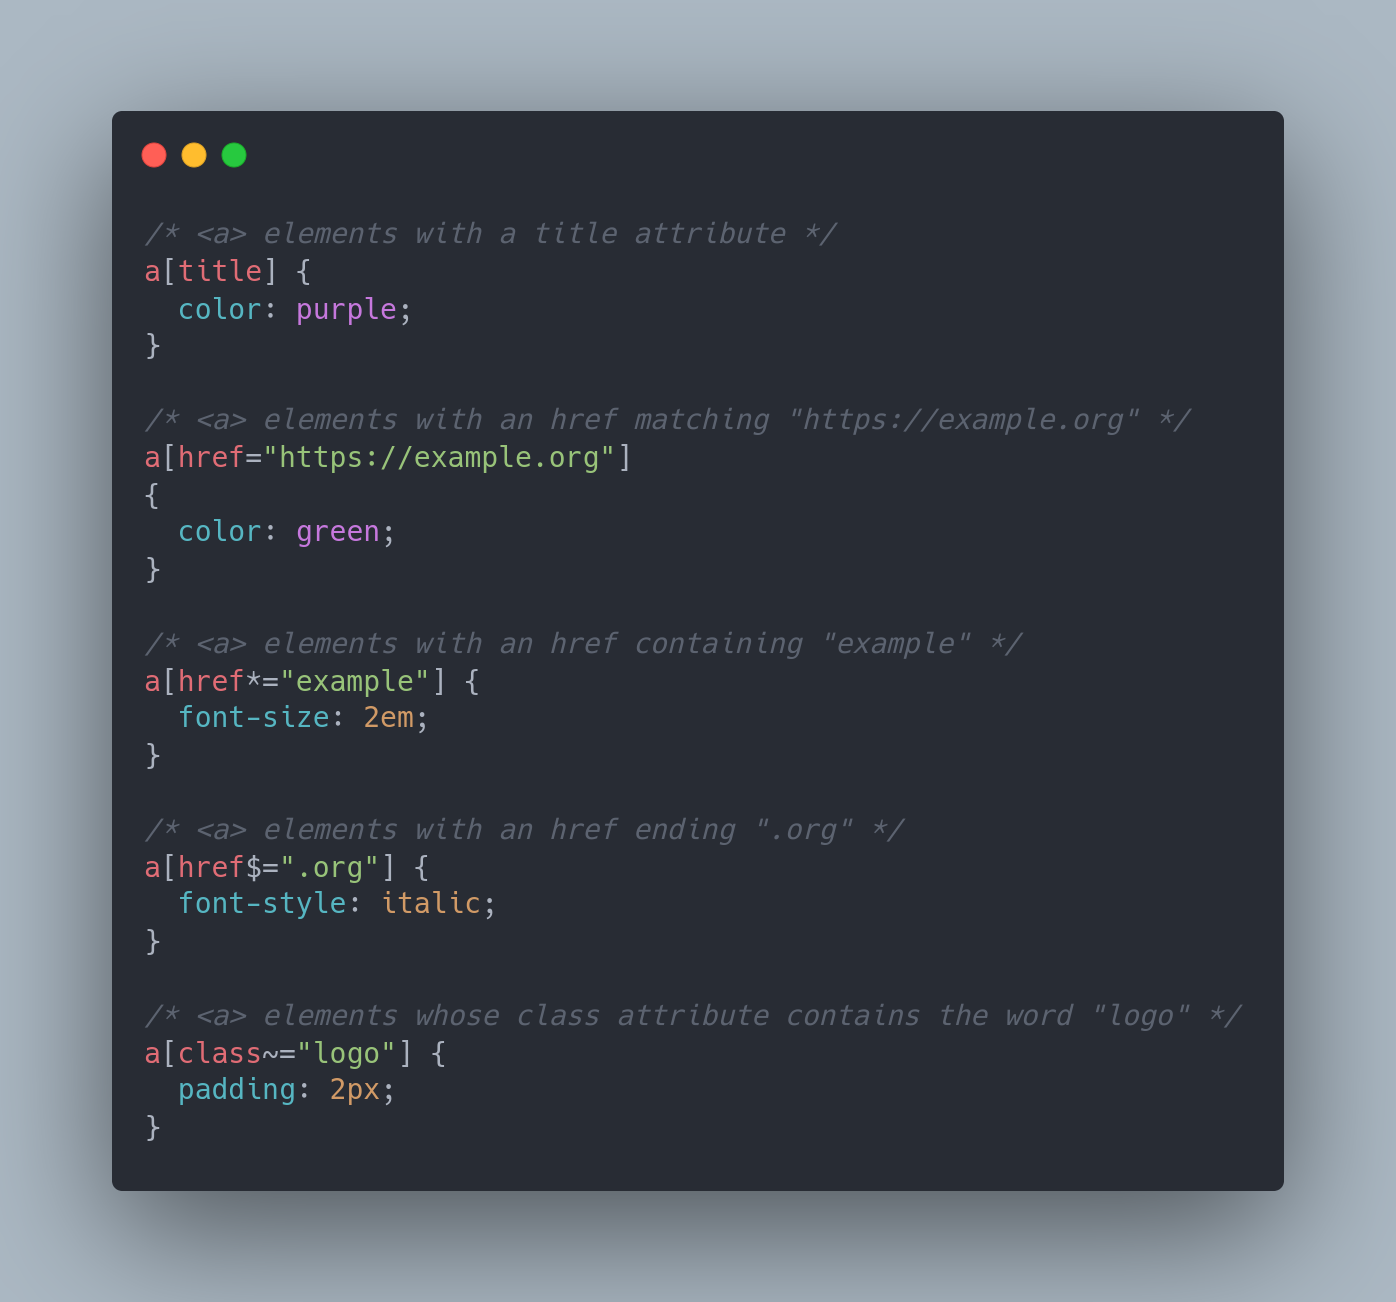 /* <a> elements with a title attribute */
a[title] {
  color: purple;
}

/* <a> elements with an href matching "https://example.org" */
a[href="https://example.org"]
{
  color: green;
}

/* <a> elements with an href containing "example" */
a[href*="example"] {
  font-size: 2em;
}

/* <a> elements with an href ending ".org" */
a[href$=".org"] {
  font-style: italic;
}

/* <a> elements whose class attribute contains the word "logo" */
a[class~="logo"] {
  padding: 2px;
}